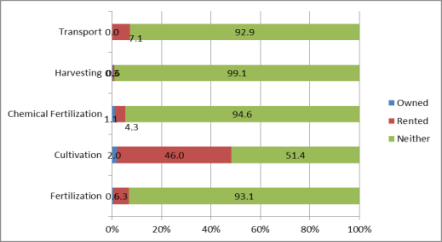 Transport 0.0 7.1 92.9
Harvesting 99.1
Chemical Fertilization 1.1 4.3 94.6
Cultivation 2.0 46.0 51.4
Fertilization 0.6 6.3 93.1
0% 20% 40% 60% 80% 100%
Owned
Rented
Neither